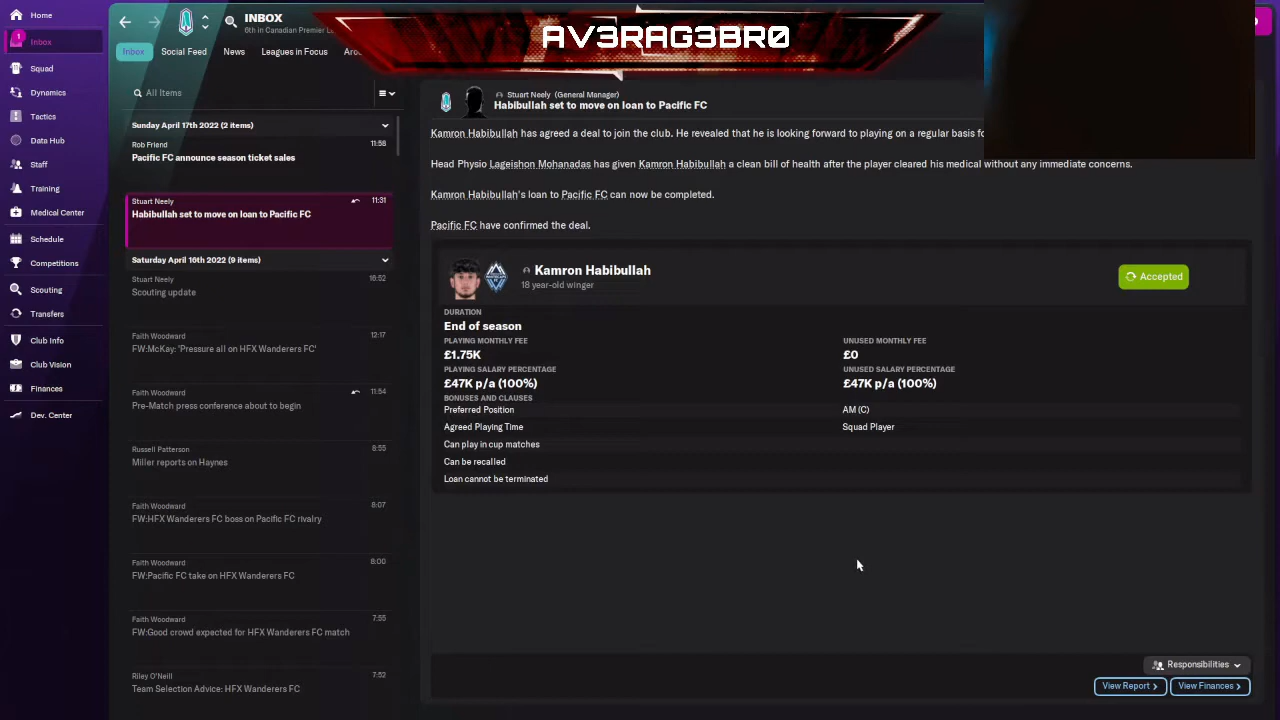 Home
1
Inbox
Squad
Dynamics
Tactics
Data Hub
Staff
Training
Medical Center
Schedule
Competitions
Scouting
Transfers
Club Info
Club Vision
Finances
Dev. Center
INBOX
6th in Canadian Premier
AV3RAG3BR0
Inbox
Social Feed
News
Leagues in Focus
All Items
Sunday April 17th 2022 (2 items)
Rob Friend 11:58
Pacific FC announce season ticket sales
Stuart Neely 11:31
Habibullah set to move on loan to Pacific FC
Saturday April 16th 2022 (9 items)
Stuart Neely 16:52
Scouting update
Faith Woodward 12:17
FW:McKay: 'Pressure all on HFX Wanderers FC'
Faith Woodward 11:54
Pre-Match press conference about to begin
Russell Patterson 8:55
Miller reports on Haynes
Faith Woodward 8:07
FW:HFX Wanderers FC boss on Pacific FC rivalry
Faith Woodward 8:00
FW:Pacific FC take on HFX Wanderers FC
Faith Woodward 7:55
FW:Good crowd expected for HFX Wanderers FC match
Riley O'Neill 7:52
Team Selection Advice: HFX Wanderers FC
Stuart Neely (General Manager)
Habibullah set to move on loan to Pacific FC
Kamron Habibullah has agreed a deal to join the club. He revealed that he is looking forward to playing on a regular basis
Head Physio Lageishon Mohanadas has given Kamron Habibullah a clean bill of health after the player cleared his medical without any immediate concerns.
Kamron Habibullah's loan to Pacific FC can now be completed.
Pacific FC have confirmed the deal.
Kamron Habibullah
18 year-old winger
Accepted
DURATION
End of season
PLAYING MONTHLY FEE UNUSED MONTHLY FEE
£1.75K £0
PLAYING SALARY PERCENTAGE UNUSED SALARY PERCENTAGE
£47K p/a (100%) £47K p/a (100%)
BONUSES AND CLAUSES
Preferred Position AM (C)
Agreed Playing Time Squad Player
Can play in cup matches
Can be recalled
Loan cannot be terminated
Responsibilities
View Report View Finances